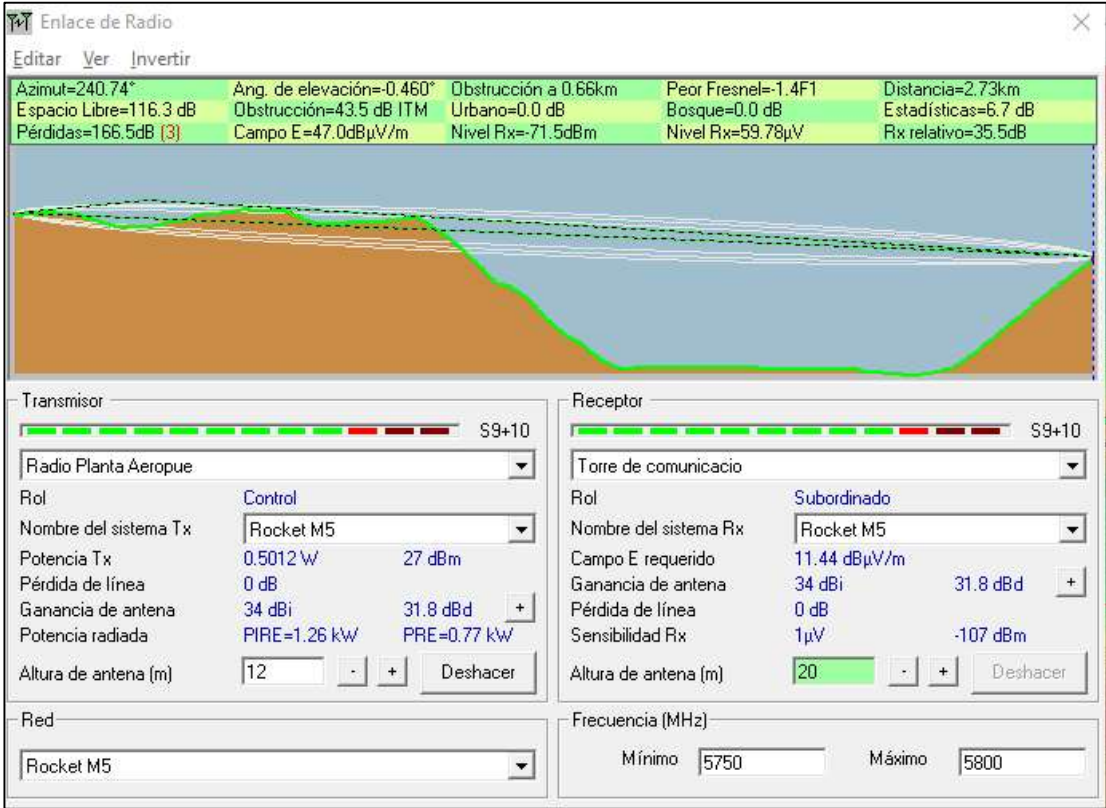 Enlace de Radio
Editar Ver Invertir
Azimut=240.74° Ang. de elevación=-0.460° Obstrucción a 0.66km Peor Fresnel=-1.4F1 Distancia=2.73km
Espacio Libre=116.3 dB Obstrucción=43.5 dB ITM Urbano=0.0 dB Bosque=0.0 dB Estadísticas=6.7 dB
Pérdidas=166.5dB (3) Campo E=47.0dBµV/m Nivel Rx=-71.5dBm Nivel Rx=59.78µV Rx relativo=35.5dB
Transmisor
S9+10
Radio Planta Aeropue
Rol Control
Nombre del sistema Tx Rocket M5
Potencia Tx 0.5012 W 27 dBm
Pérdida de línea 0 dB
Ganancia de antena 34 dBi 31.8 dBd +
Potencia radiada PIRE=1.26 kW PRE=0.77 kW
Altura de antena (m) 12 - + Deshacer
Red
Rocket M5
Receptor
S9+10
Torre de comunicacio
Rol Subordinado
Nombre del sistema Rx Rocket M5
Campo E requerido 11.44 dBµV/m
Ganancia de antena 34 dBi 31.8 dBd +
Pérdida de línea 0 dB
Sensibilidad Rx 1µV -107 dBm
Altura de antena (m) 20 - + Deshacer
Frecuencia (MHz)
Mínimo 5750 Máximo 5800